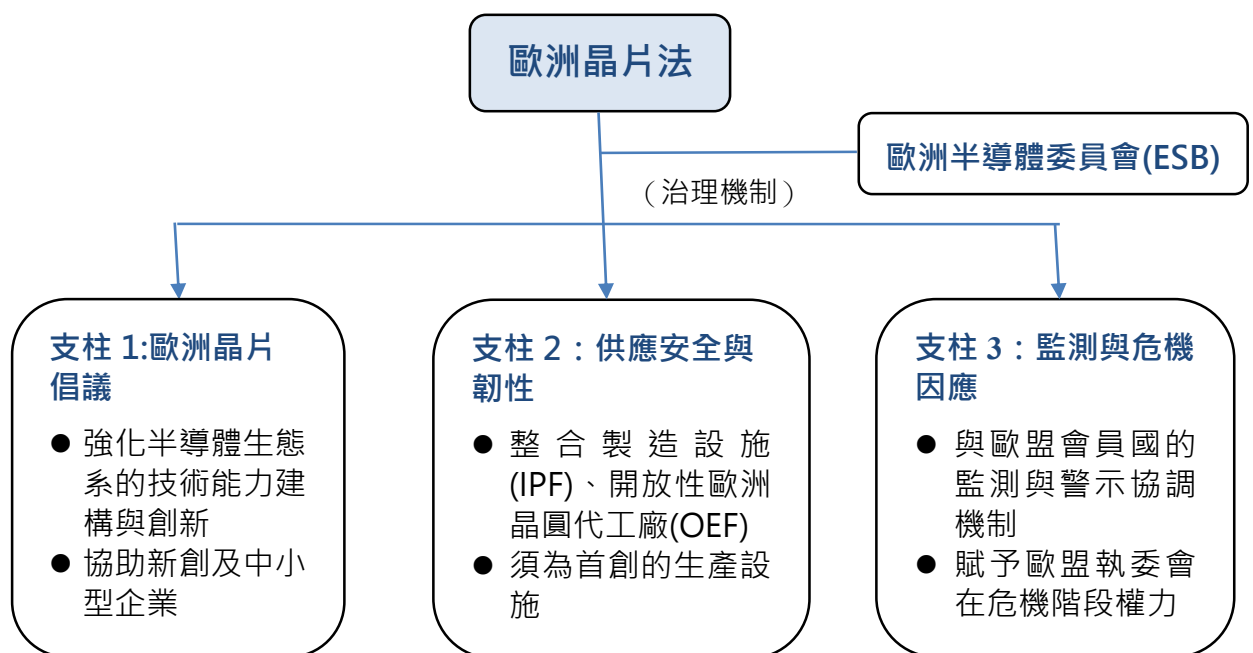 歐洲晶片法
歐洲半導體委員會(ESB)
（治理機制）
支柱 1:歐洲晶片
倡議
● 強化半導體生態
系的技術能力建
構與創新
● 協助新創及中小
型企業
支柱 2：供應安全與
韌性
● 整合製造設施
(IPF)、開放性歐洲
晶圓代工廠(OEF)
● 須為首創的生產設
施
支柱 3：監測與危機
因應
● 與歐盟會員國的
監測與警示協調
機制
● 賦予歐盟執委會
在危機階段權力